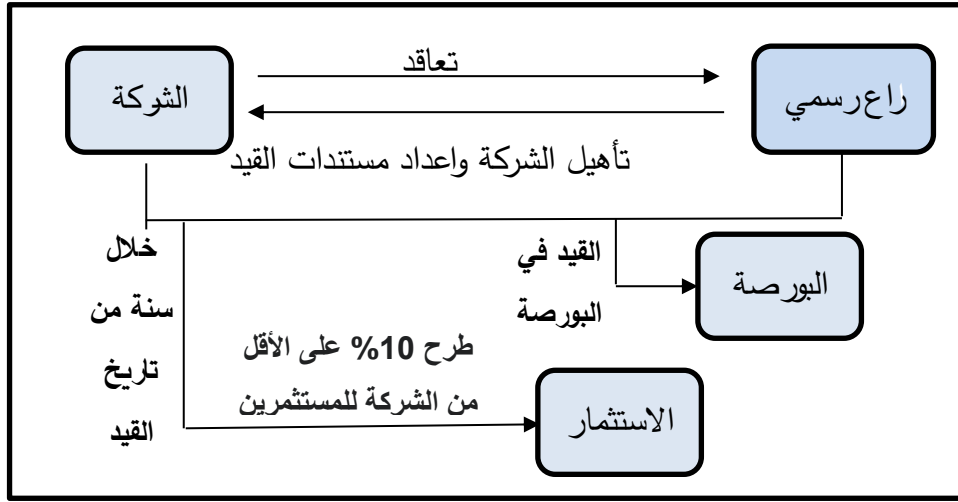 تعاقد
راع رسمي
الشركة
تأهيل الشركة واعداد مستندات القيد
القيد في
البورصة
البورصة
خلال
سنة من
تاريخ
القيد
طرح 10% على الأقل
من الشركة للمستثمرين
الاستثمار